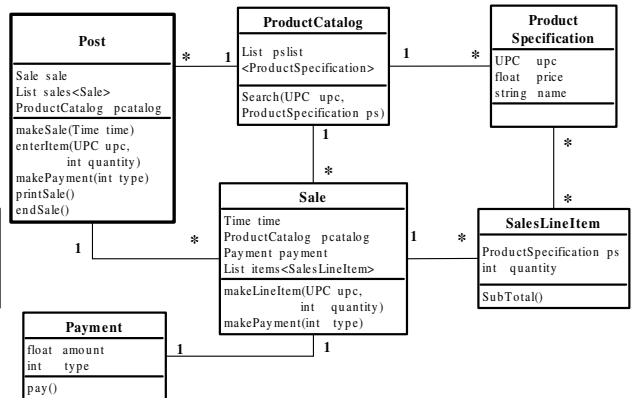 Post
Sale sale
List sales<Sale>
ProductCatalog pcatalog
makeSale(Time time)
enterItem(UPC upc,
int quantity)
makePayment(int type)
printSale()
endSale()
*
1
ProductCatalog
List pslist
<ProductSpecification>
Search(UPC upc,
ProductSpecification ps)
1
*
Product
Specification
UPC upc
float price
string name
1
*
*
*
Sale
Time time
ProductCatalog pcatalog
Payment payment
List items<SalesLineItem>
makeLineItem(UPC upc,
int quantity)
makePayment(int type)
1
*
1
*
SalesLineItem
ProductSpecification ps
int quantity
SubTotal()
Payment
float amount
int type
pay()
1
1